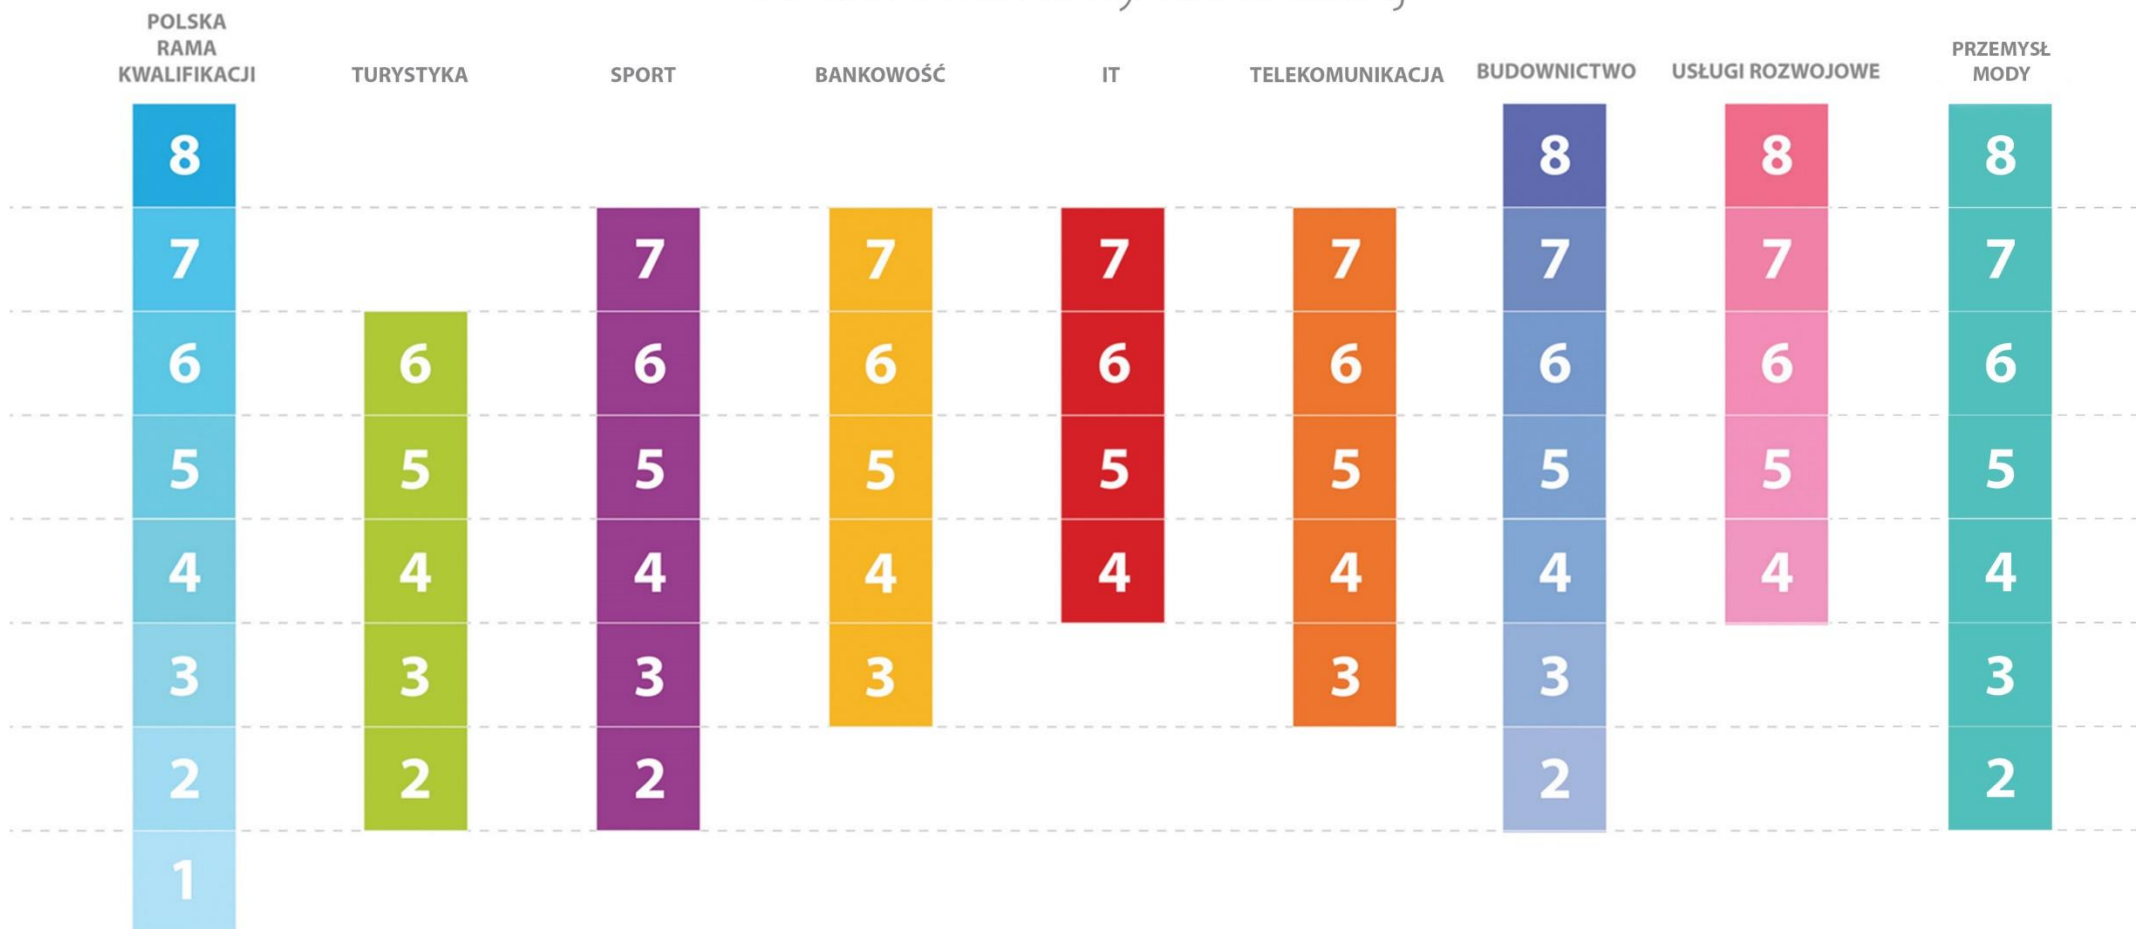 POLSKA
RAMA
KWALIFIKACJI
TURYSTYKA
SPORT
BANKOWOŚĆ
IT
TELEKOMUNIKACJA
BUDOWNICTWO
USŁUGI ROZWOJOWE
PRZEMYSŁ
MODY
8 8 8 8
7 7 7 7 7 7 7 7
6 6 6 6 6 6 6 6 6
5 5 5 5 5 5 5 5 5
4 4 4 4 4 4 4 4 4
3 3 3 3 3 3 3
2 2 2 2 2
1